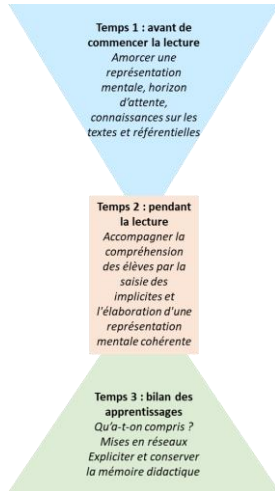 Temps 1 : avant de
commencer la lecture
Amorcer une
représentation
mentale, horizon
d'attente,
connaissances sur les
textes et référentielles
Temps 2 : pendant
la lecture
Accompagner la
compréhension
des élèves par la
saisie des
implicites et
l'élaboration d'une
représentation
mentale cohérente
Temps 3 : bilan des
apprentissages
Qu'a-t-on compris ?
Mises en réseaux
Expliciter et conserver
la mémoire didactique